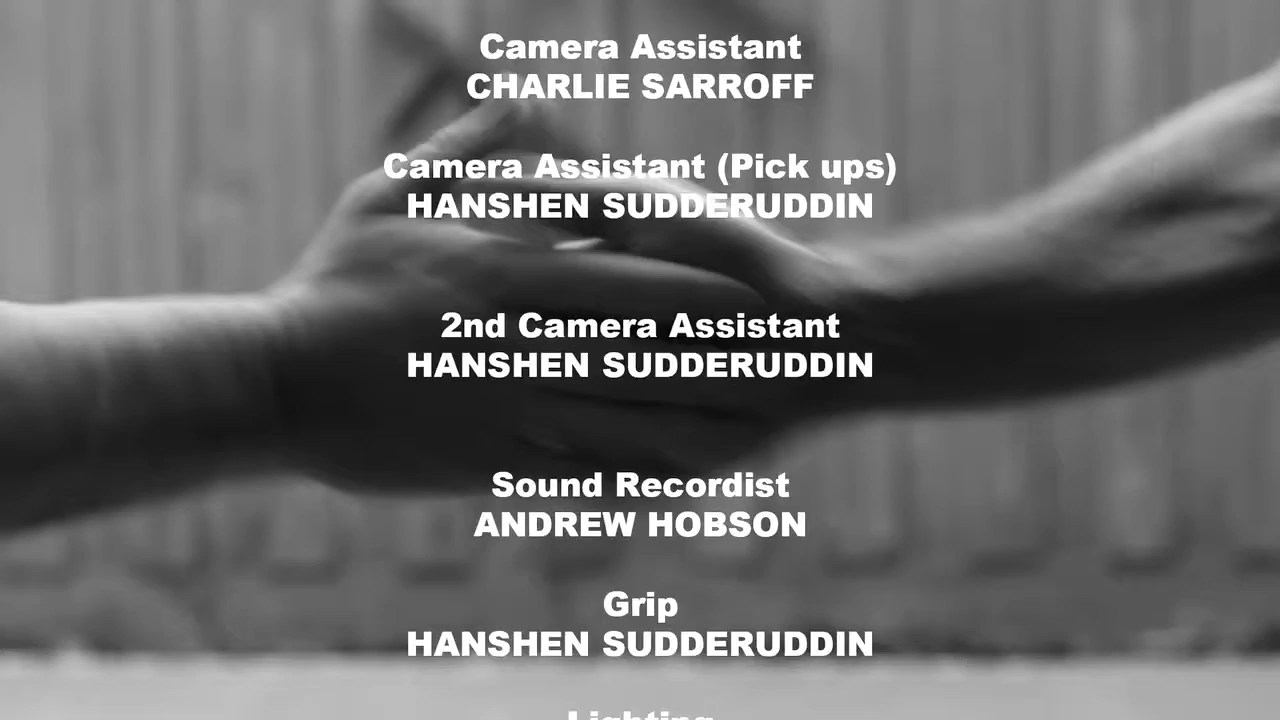 Camera Assistant
CHARLIE SARROFF
Camera Assistant (Pick ups)
HANSHEN SUDDERUDDIN
2nd Camera Assistant
HANSHEN SUDDERUDDIN
Sound Recordist
ANDREW HOBSON
Grip
HANSHEN SUDDERUDDIN
Lighting